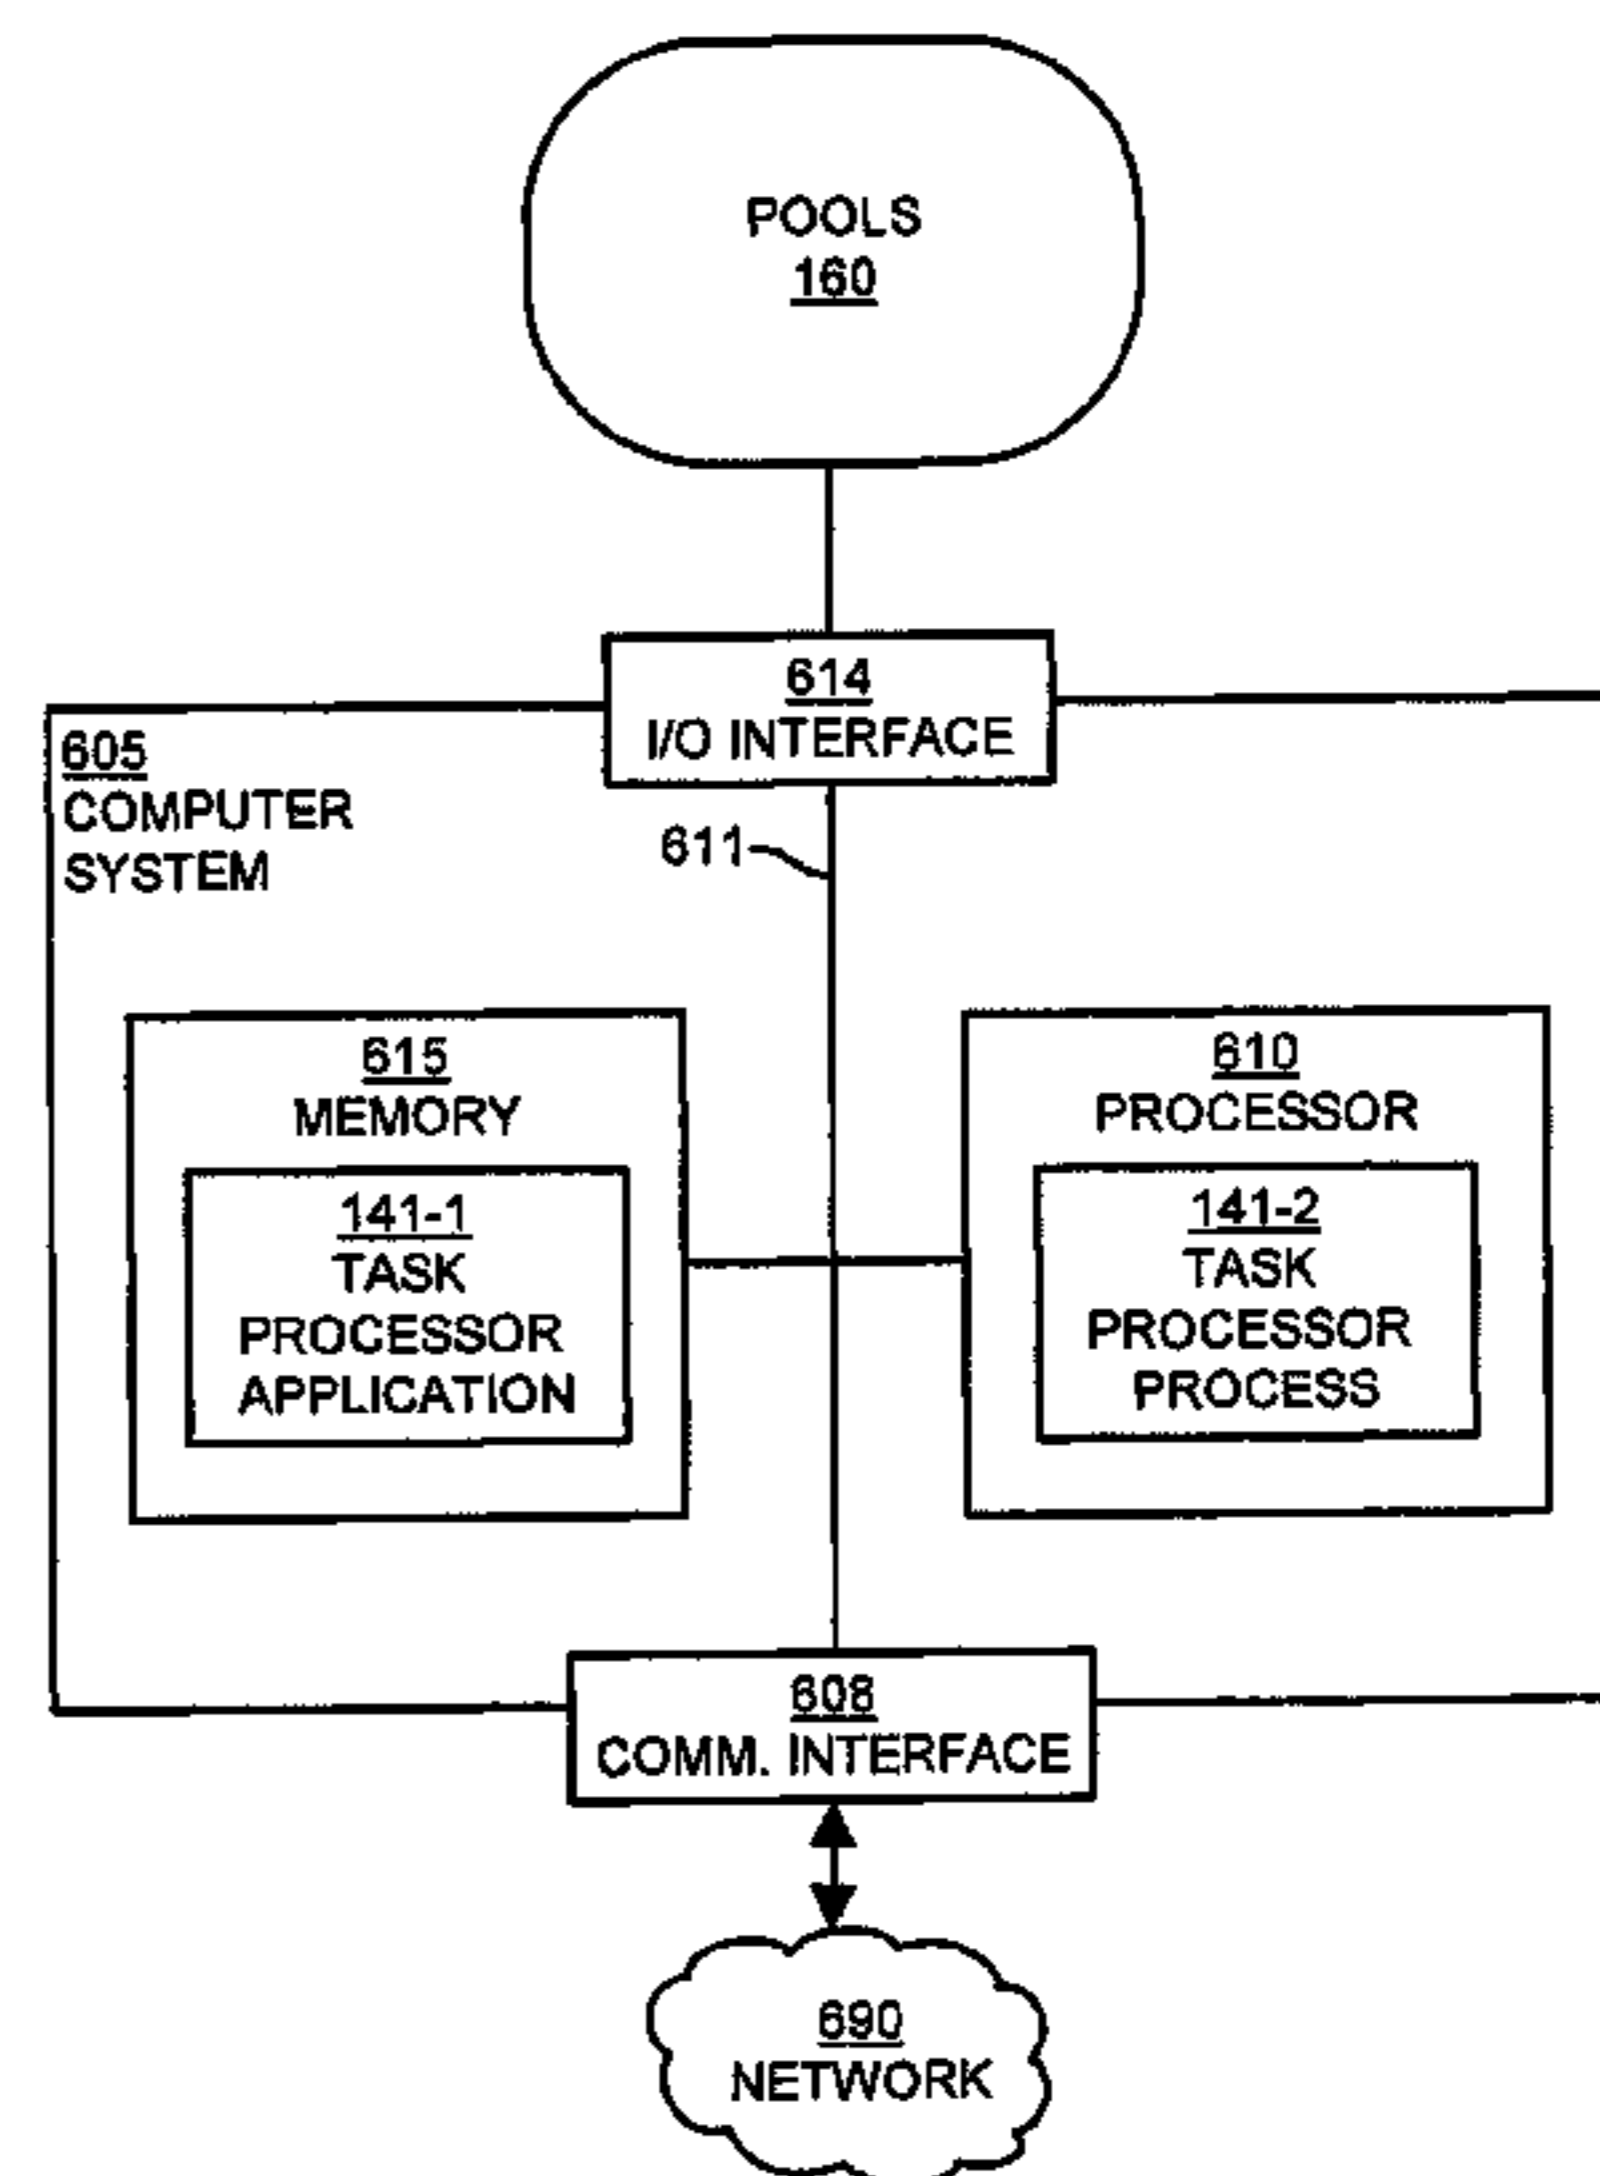 POOLS
160
614
I/O INTERFACE
605
COMPUTER
SYSTEM
611
615
MEMORY
141-1
TASK
PROCESSOR
APPLICATION
610
PROCESSOR
141-2
TASK
PROCESSOR
PROCESS
608
COMM. INTERFACE
690
NETWORK